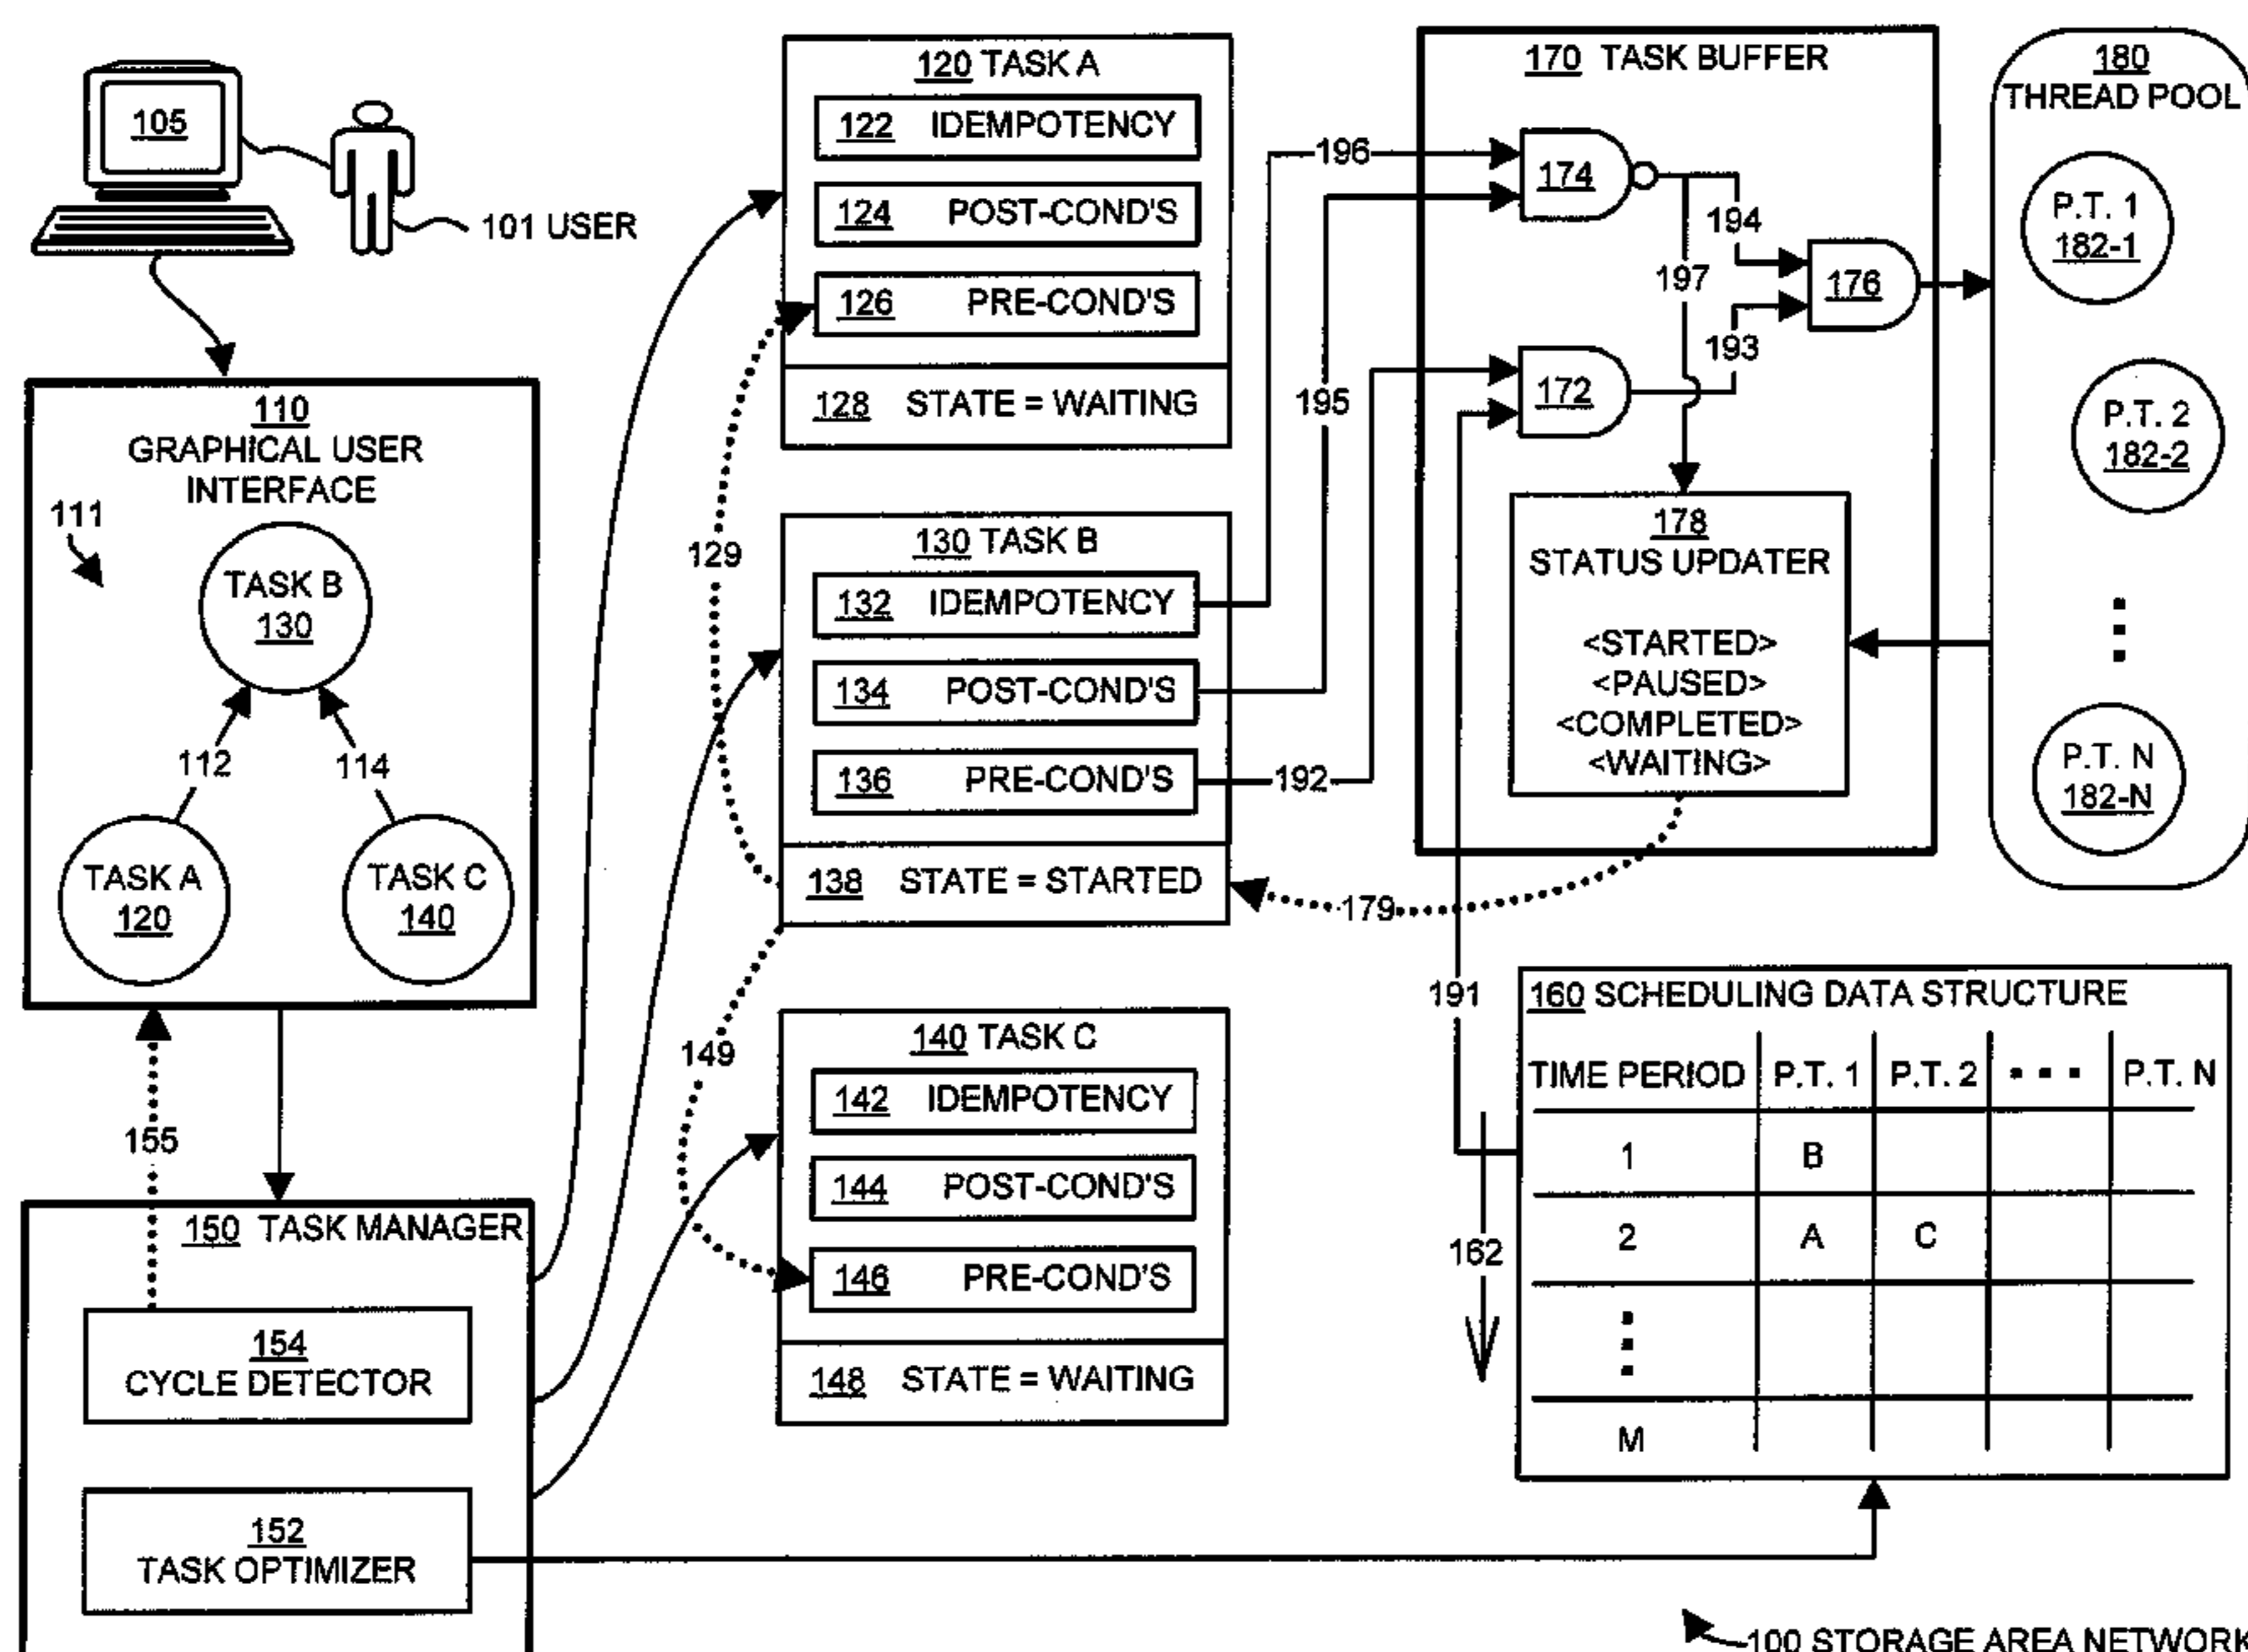 105
101 USER
110
GRAPHICAL USER
INTERFACE
111
TASK B
130
112
114
TASK A
120
TASK C
140
155
150 TASK MANAGER
154
CYCLE DETECTOR
152
TASK OPTIMIZER
120 TASK A
122 IDEMPOTENCY
124 POST-COND'S
126 PRE-COND'S
128 STATE = WAITING
129
130 TASK B
132 IDEMPOTENCY
134 POST-COND'S
136 PRE-COND'S
138 STATE = STARTED
149
140 TASK C
142 IDEMPOTENCY
144 POST-COND'S
146 PRE-COND'S
148 STATE = WAITING
196
195
192
170 TASK BUFFER
174
194
197
176
193
172
178
STATUS UPDATER
<STARTED>
<PAUSED>
<COMPLETED>
<WAITING>
179
180
THREAD POOL
P.T. 1
182-1
P.T. 2
182-2
P.T. N
182-N
191
162
160 SCHEDULING DATA STRUCTURE
TIME PERIOD P.T. 1 P.T. 2 ... P.T. N
1 B
2 A C
M
100 STORAGE AREA NETWORK